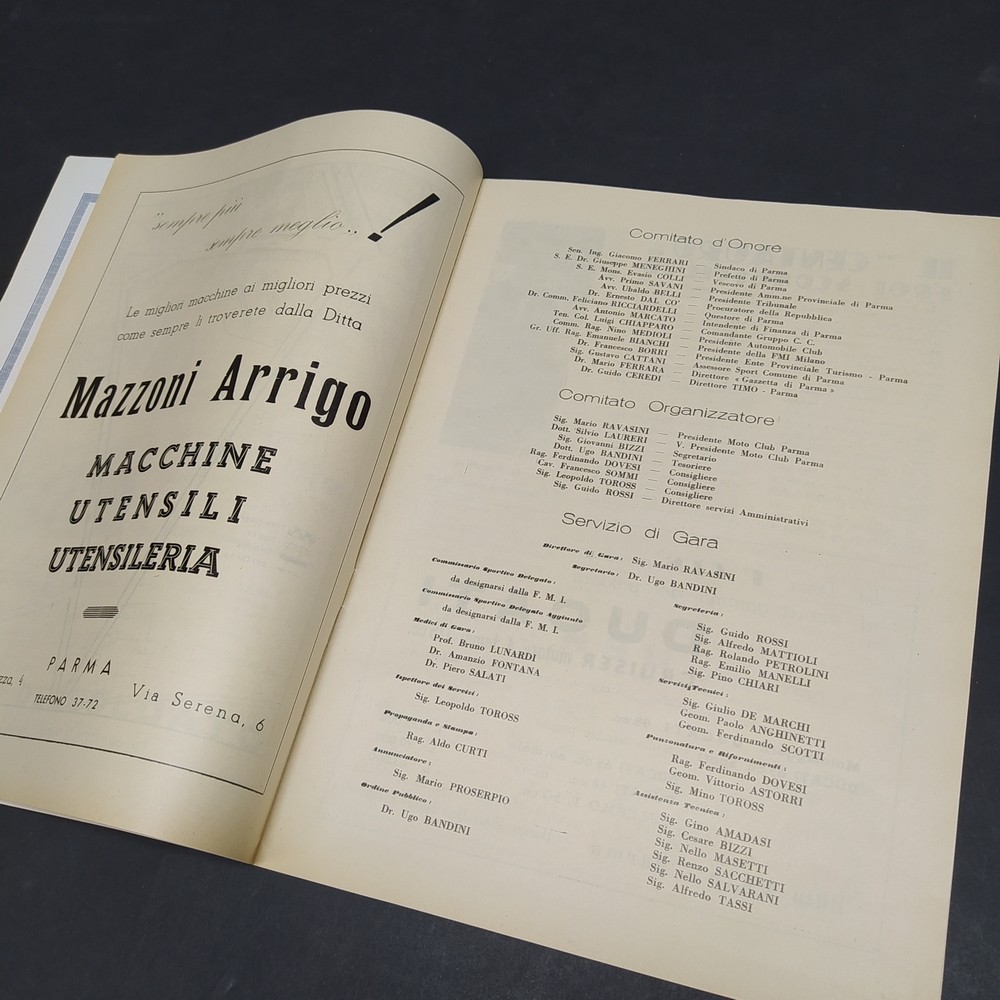 "sempre più
sempre meglio..!
Le migliori macchine ai migliori prezzi
come sempre li troverete dalla Ditta
Mazzoni Arrigo
MACCHINE
UTENSILI
UTENSILERIA
PARMA
4
Via Serena, 6
TELEFONO 37-72
Comitato d'Onore
Sen. Ing. Giacomo FERRARI — Sindaco di Parma
S. E. Dr. Giuseppe MENEGHINI — Prefetto di Parma
S. E. Mons. Evasio COLLI — Vescovo di Parma
Avv. Primo SAVANI — Presidente Amm.ne Provinciale di Parma
Avv. Ubaldo BELLI — Presidente Tribunale
Dr. Ernesto DAL CO' — Procuratore della Repubblica
Dr. Comm. Feliciano RICCIARDELLI — Questore di Parma
Avv. Antonio MARCATO — Intendente di Finanza di Parma
Ten. Col. Luigi CHIAPPARO — Comandante Gruppo C. C.
Comm. Rag. Nino MEDIOLI — Presidente Automobile Club
Gr. Uff. Rag. Emanuele BIANCHI — Presidente della FMI Milano
Dr. Francesco BORRI — Presidente Ente Provinciale Turismo - Parma
Sig. Gustavo CATTANI — Assessore Sport Comune di Parma
Dr. Mario FERRARA — Direttore « Gazzetta di Parma »
Dr. Guido CEREDI — Direttore TIMO - Parma
Comitato Organizzatore
Sig. Mario RAVASINI — Presidente Moto Club Parma
Dott. Silvio LAURERI — V. Presidente Moto Club Parma
Sig. Giovanni BIZZI — Segretario
Dott. Ugo BANDINI — Tesoriere
Rag. Ferdinando DOVESI — Consigliere
Cav. Francesco SOMMI — Consigliere
Sig. Leopoldo TOROSS — Consigliere
Sig. Guido ROSSI — Direttore servizi Amministrativi
Servizio di Gara
Direttore di Gara: Sig. Mario RAVASINI
Segretario: Dr. Ugo BANDINI
Commissario Sportivo Delegato:
da designarsi dalla F. M. I.
Commissario Sportivo Delegato Aggiunto
da designarsi dalla F. M. I.
Medici di Gara:
Prof. Bruno LUNARDI
Dr. Amanzio FONTANA
Dr. Piero SALATI
Ispettore dei Servizi:
Sig. Leopoldo TOROSS
Propaganda e Stampa:
Rag. Aldo CURTI
Annunciatore:
Sig. Mario PROSERPIO
Ordine Pubblico:
Dr. Ugo BANDINI
Segreteria:
Sig. Guido ROSSI
Sig. Alfredo MATTIOLI
Rag. Rolando PETROLINI
Rag. Emilio MANELLI
Sig. Pino CHIARI
Servizi Tecnici:
Sig. Giulio DE MARCHI
Geom. Paolo ANGHINETTI
Geom. Ferdinando SCOTTI
Punzonatura e Rifornimenti:
Rag. Ferdinando DOVESI
Geom. Vittorio ASTORRI
Sig. Mino TOROSS
Assistenza Tecnica:
Sig. Gino AMADASI
Sig. Cesare BIZZI
Sig. Nello MASETTI
Sig. Renzo SACCHETTI
Sig. Nello SALVARANI
Sig. Alfredo TASSI